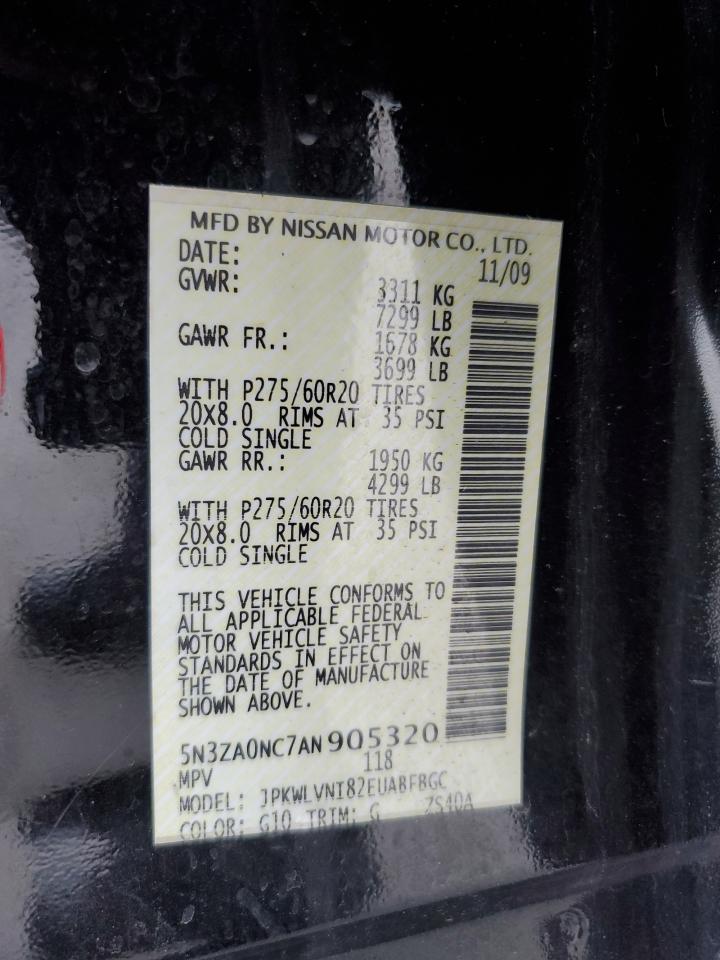 MFD BY NISSAN MOTOR CO., LTD.
DATE: 11/09
GVWR: 3311 KG
7299 LB
GAWR FR.: 1678 KG
3699 LB
WITH P275/60R20 TIRES
20X8.0 RIMS AT 35 PSI
COLD SINGLE
GAWR RR.: 1950 KG
4299 LB
WITH P275/60R20 TIRES
20X8.0 RIMS AT 35 PSI
COLD SINGLE
THIS VEHICLE CONFORMS TO
ALL APPLICABLE FEDERAL
MOTOR VEHICLE SAFETY
STANDARDS IN EFFECT ON
THE DATE OF MANUFACTURE
SHOWN ABOVE.
5N3ZA0NC7AN905320
MPV 118
MODEL: JPKWLVNT82EUABFBGC
COLOR: G10 TRIM: G ZS40A